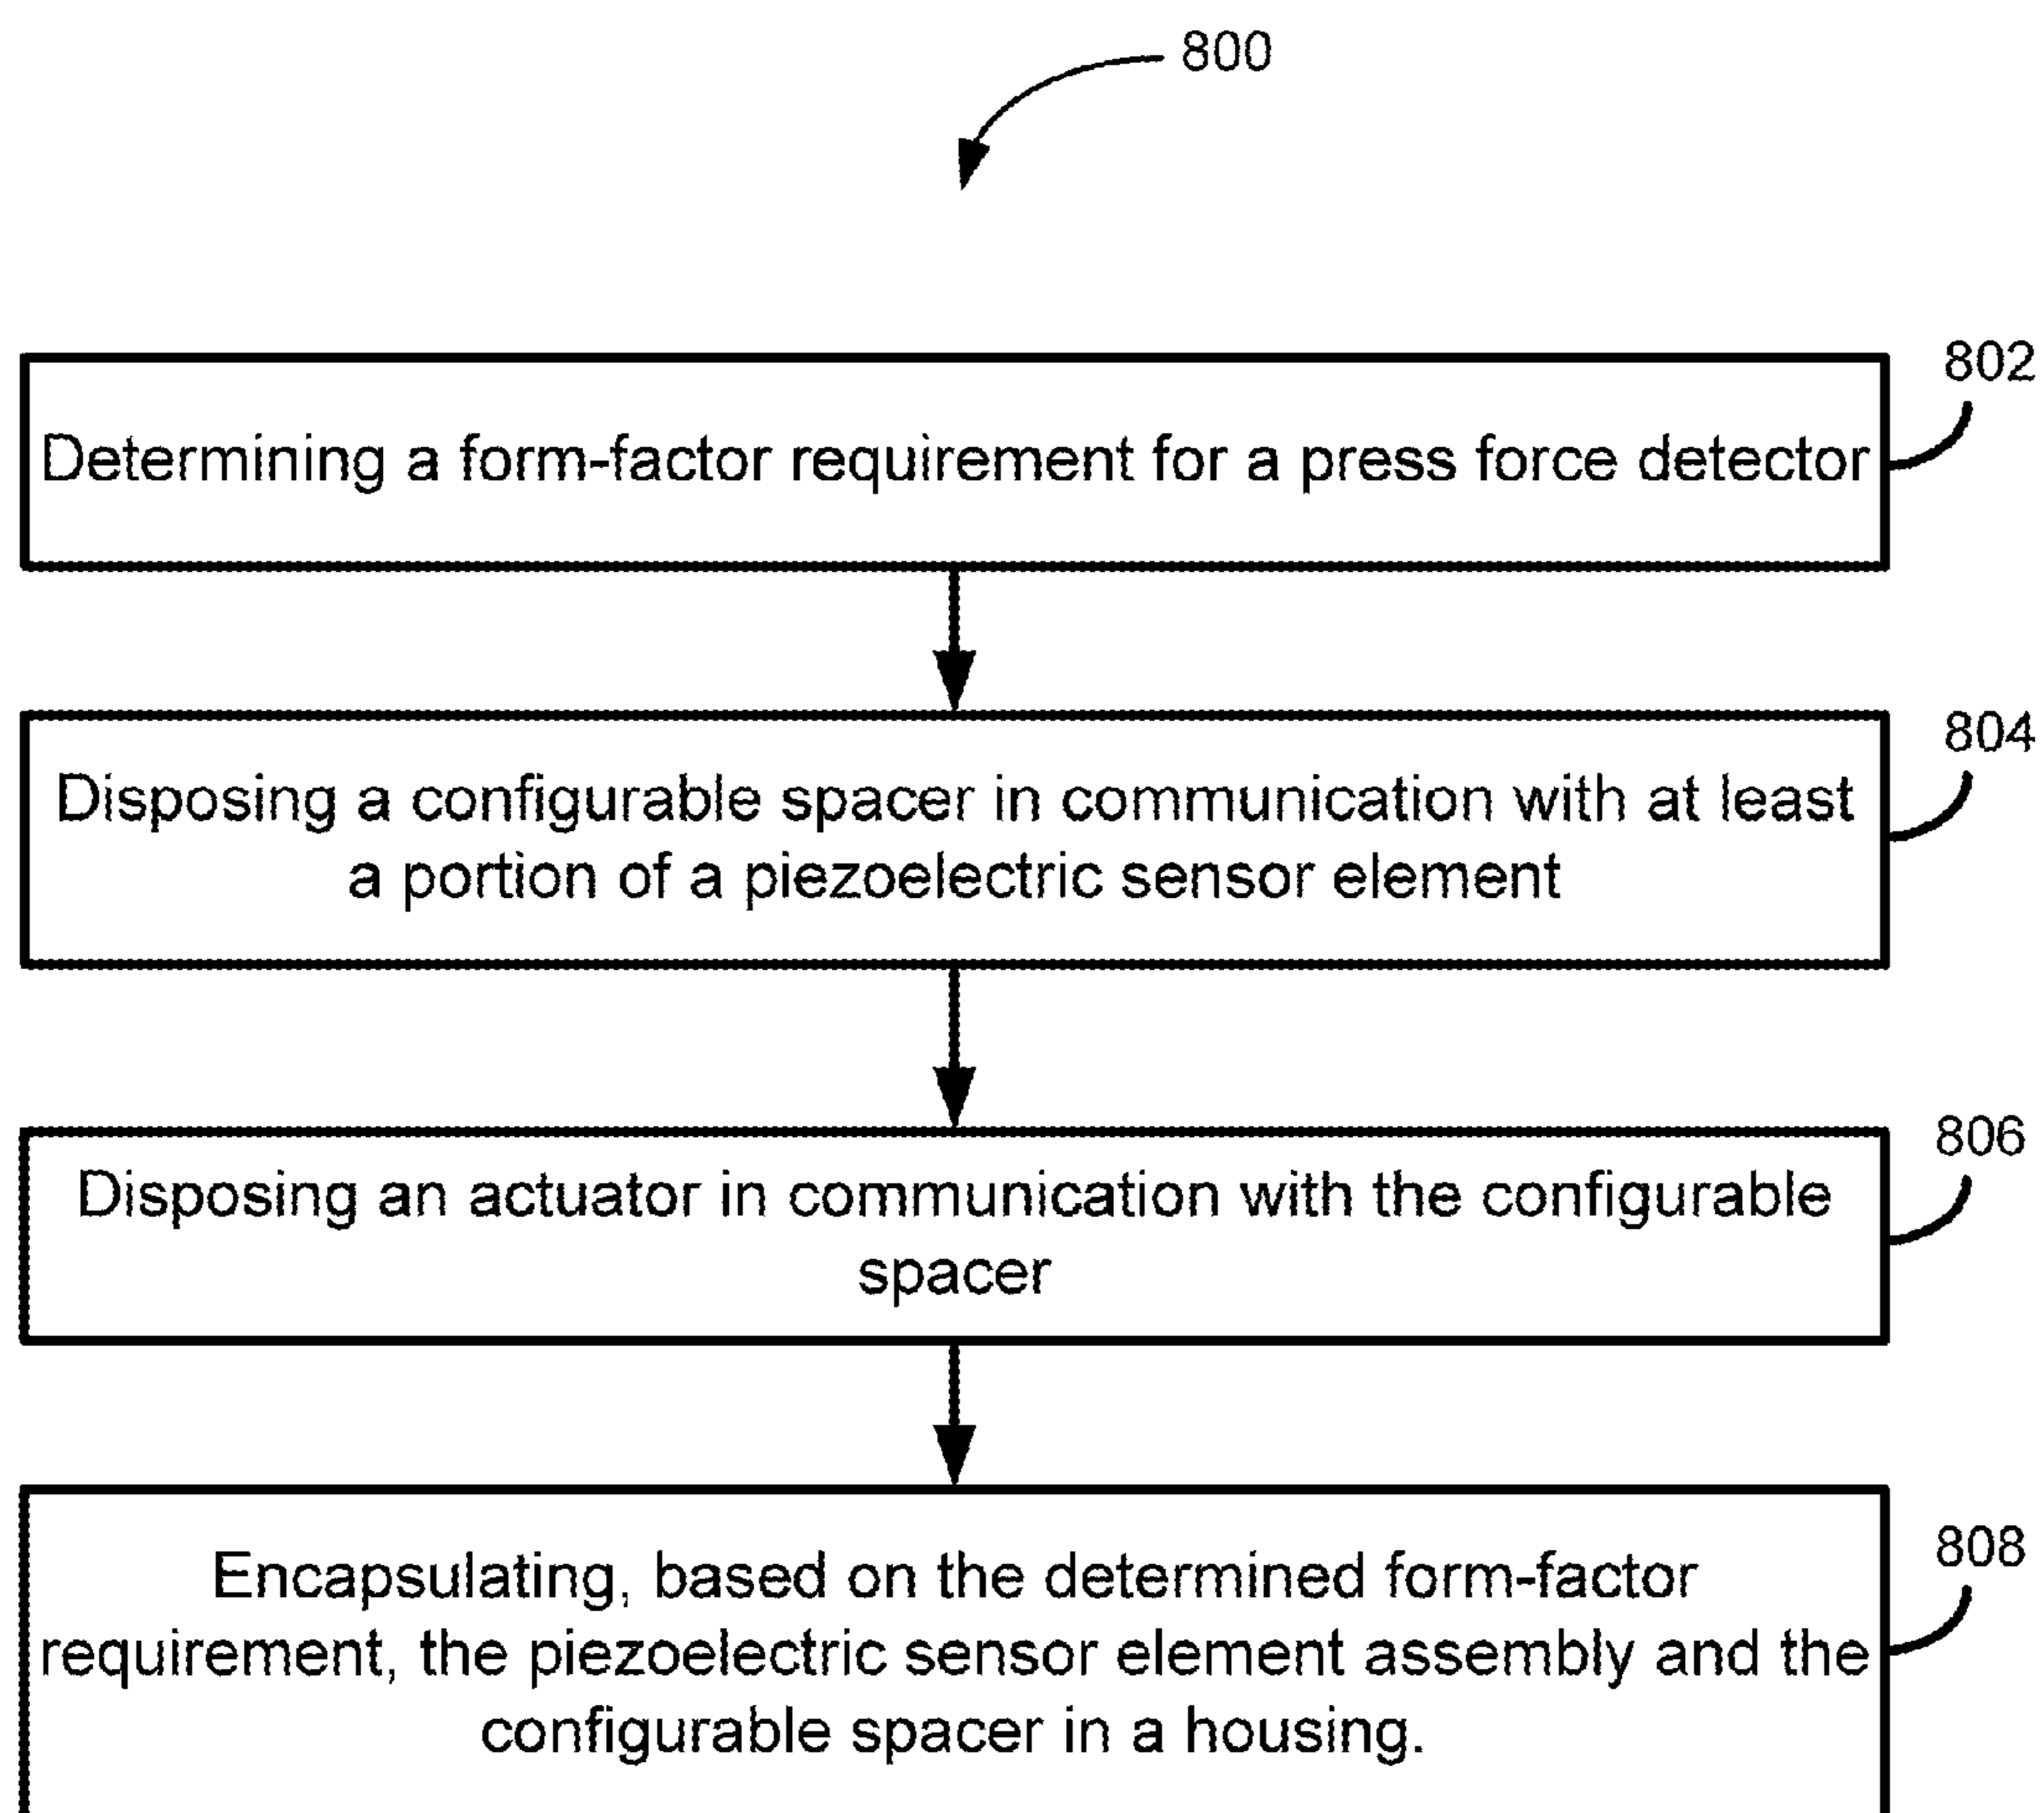 800
802
Determining a form-factor requirement for a press force detector
804
Disposing a configurable spacer in communication with at least
a portion of a piezoelectric sensor element
806
Disposing an actuator in communication with the configurable
spacer
808
Encapsulating, based on the determined form-factor
requirement, the piezoelectric sensor element assembly and the
configurable spacer in a housing.